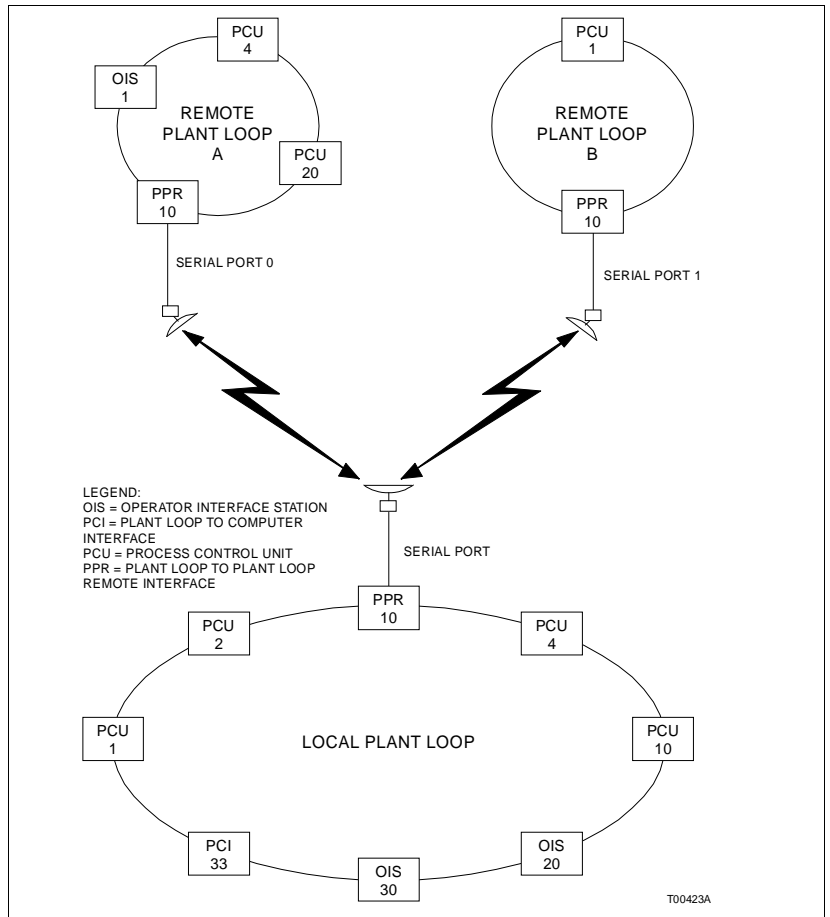 PCU
4
OIS
1
REMOTE
PLANT LOOP
A
PCU
20
PPR
10
SERIAL PORT 0
PCU
1
REMOTE
PLANT LOOP
B
PPR
10
SERIAL PORT 1
LEGEND:
OIS = OPERATOR INTERFACE STATION
PCI = PLANT LOOP TO COMPUTER
INTERFACE
PCU = PROCESS CONTROL UNIT
PPR = PLANT LOOP TO PLANT LOOP
REMOTE INTERFACE
SERIAL PORT
PPR
10
PCU
2
PCU
4
PCU
1
LOCAL PLANT LOOP
PCU
10
PCI
33
OIS
30
OIS
20
T00423A